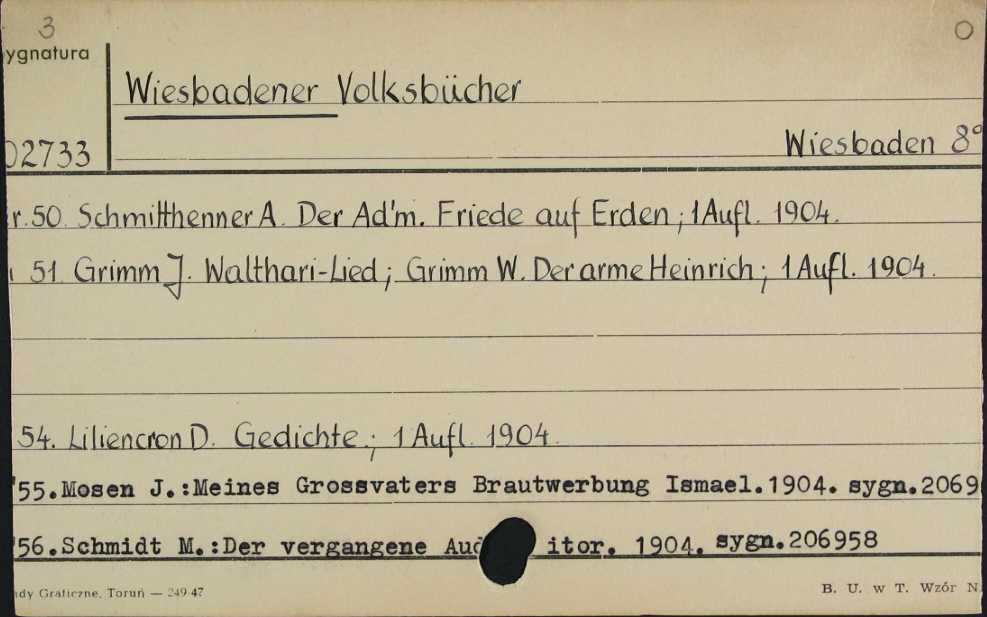 3
ygnatura
Wiesbadener Volksbücher
02733
Wiesbaden 8°
r.50. Schmitthenner A. Der Ad'm. Friede auf Erden; 1 Aufl. 1904.
51. Grimm J. Walthari-Lied; Grimm W. Der arme Heinrich; 1 Aufl. 1904.
54. Liliencron D. Gedichte.; 1 Aufl. 1904.
55.Mosen J.:Meines Grossvaters Brautwerbung Ismael.1904. sygn.2069
56.Schmidt M.:Der vergangene Aud itor. 1904. sygn.206958
ady Graficzne, Toruń — 249-47
B. U. w T. Wzór N